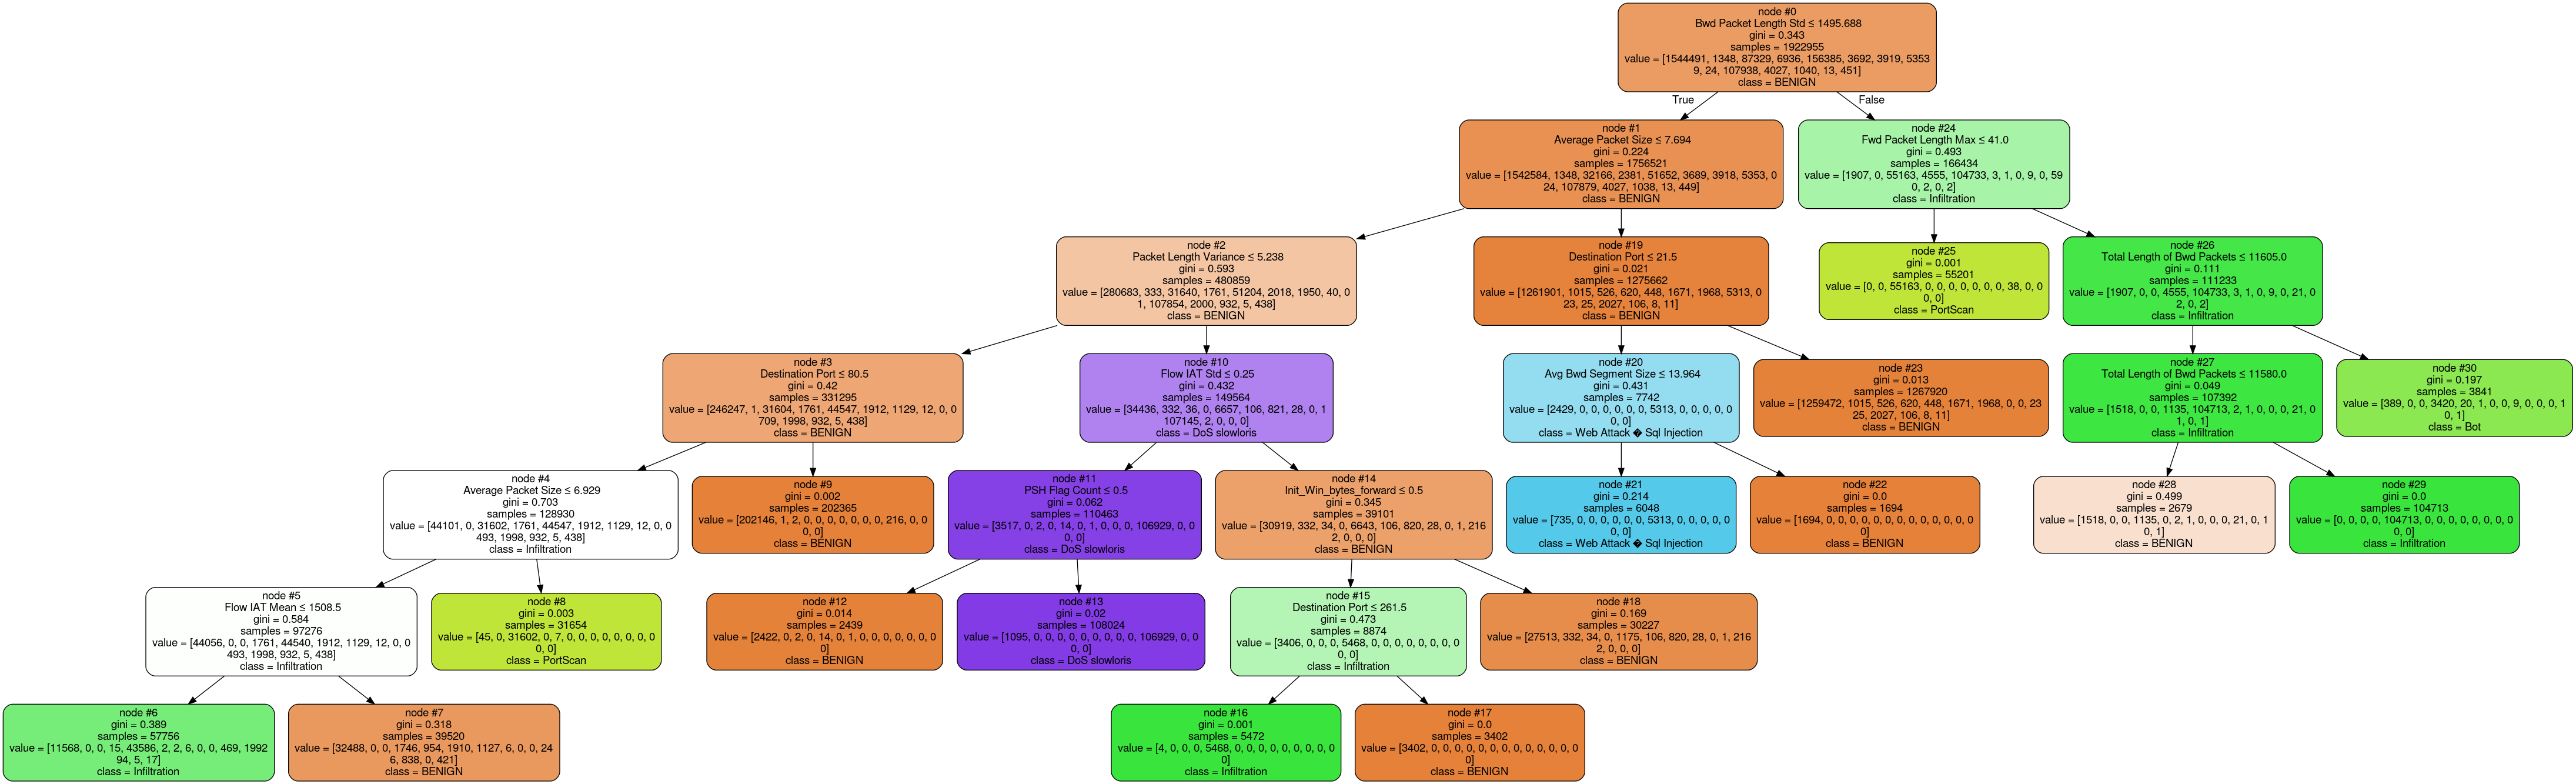 node #0
Bwd Packet Length Std ≤ 1495.688
gini = 0.343
samples = 1922955
value = [1544491, 1348, 87329, 6936, 156385, 3692, 3919, 5353
9, 24, 107938, 4027, 1040, 13, 451]
class = BENIGN
True
False
node #1
Average Packet Size ≤ 7.694
gini = 0.224
samples = 1756521
value = [1542584, 1348, 32166, 2381, 51652, 3689, 3918, 5353, 0
24, 107879, 4027, 1038, 13, 449]
class = BENIGN
node #24
Fwd Packet Length Max ≤ 41.0
gini = 0.493
samples = 166434
value = [1907, 0, 55163, 4555, 104733, 3, 1, 0, 9, 0, 59
0, 2, 0, 2]
class = Infiltration
node #2
Packet Length Variance ≤ 5.238
gini = 0.593
samples = 480859
value = [280683, 333, 31640, 1761, 51204, 2018, 1950, 40, 0
1, 107854, 2000, 932, 5, 438]
class = BENIGN
node #19
Destination Port ≤ 21.5
gini = 0.021
samples = 1275662
value = [1261901, 1015, 526, 620, 448, 1671, 1968, 5313, 0
23, 25, 2027, 106, 8, 11]
class = BENIGN
node #25
gini = 0.001
samples = 55201
value = [0, 0, 55163, 0, 0, 0, 0, 0, 0, 0, 38, 0, 0
0, 0]
class = PortScan
node #26
Total Length of Bwd Packets ≤ 11605.0
gini = 0.111
samples = 111233
value = [1907, 0, 0, 4555, 104733, 3, 1, 0, 9, 0, 21, 0
2, 0, 2]
class = Infiltration
node #3
Destination Port ≤ 80.5
gini = 0.42
samples = 331295
value = [246247, 1, 31604, 1761, 44547, 1912, 1129, 12, 0, 0
709, 1998, 932, 5, 438]
class = BENIGN
node #10
Flow IAT Std ≤ 0.25
gini = 0.432
samples = 149564
value = [34436, 332, 36, 0, 6657, 106, 821, 28, 0, 1
107145, 2, 0, 0, 0]
class = DoS slowloris
node #20
Avg Bwd Segment Size ≤ 13.964
gini = 0.431
samples = 7742
value = [2429, 0, 0, 0, 0, 0, 0, 5313, 0, 0, 0, 0, 0
0, 0]
class = Web Attack � Sql Injection
node #23
gini = 0.013
samples = 1267920
value = [1259472, 1015, 526, 620, 448, 1671, 1968, 0, 0, 23
25, 2027, 106, 8, 11]
class = BENIGN
node #27
Total Length of Bwd Packets ≤ 11580.0
gini = 0.049
samples = 107392
value = [1518, 0, 0, 1135, 104713, 2, 1, 0, 0, 0, 21, 0
1, 0, 1]
class = Infiltration
node #30
gini = 0.197
samples = 3841
value = [389, 0, 0, 3420, 20, 1, 0, 0, 9, 0, 0, 0, 1
0, 1]
class = Bot
node #4
Average Packet Size ≤ 6.929
gini = 0.703
samples = 128930
value = [44101, 0, 31602, 1761, 44547, 1912, 1129, 12, 0, 0
493, 1998, 932, 5, 438]
class = Infiltration
node #9
gini = 0.002
samples = 202365
value = [202146, 1, 2, 0, 0, 0, 0, 0, 0, 0, 216, 0, 0
0, 0]
class = BENIGN
node #11
PSH Flag Count ≤ 0.5
gini = 0.062
samples = 110463
value = [3517, 0, 2, 0, 14, 0, 1, 0, 0, 0, 106929, 0, 0
0, 0]
class = DoS slowloris
node #14
Init_Win_bytes_forward ≤ 0.5
gini = 0.345
samples = 39101
value = [30919, 332, 34, 0, 6643, 106, 820, 28, 0, 1, 216
2, 0, 0, 0]
class = BENIGN
node #21
gini = 0.214
samples = 6048
value = [735, 0, 0, 0, 0, 0, 0, 5313, 0, 0, 0, 0, 0
0, 0]
class = Web Attack � Sql Injection
node #22
gini = 0.0
samples = 1694
value = [1694, 0, 0, 0, 0, 0, 0, 0, 0, 0, 0, 0, 0, 0
0]
class = BENIGN
node #28
gini = 0.499
samples = 2679
value = [1518, 0, 0, 1135, 0, 2, 1, 0, 0, 0, 21, 0, 1
0, 1]
class = BENIGN
node #29
gini = 0.0
samples = 104713
value = [0, 0, 0, 0, 104713, 0, 0, 0, 0, 0, 0, 0, 0
0, 0]
class = Infiltration
node #5
Flow IAT Mean ≤ 1508.5
gini = 0.584
samples = 97276
value = [44056, 0, 0, 1761, 44540, 1912, 1129, 12, 0, 0
493, 1998, 932, 5, 438]
class = Infiltration
node #8
gini = 0.003
samples = 31654
value = [45, 0, 31602, 0, 7, 0, 0, 0, 0, 0, 0, 0, 0
0, 0]
class = PortScan
node #12
gini = 0.014
samples = 2439
value = [2422, 0, 2, 0, 14, 0, 1, 0, 0, 0, 0, 0, 0, 0
0]
class = BENIGN
node #13
gini = 0.02
samples = 108024
value = [1095, 0, 0, 0, 0, 0, 0, 0, 0, 0, 106929, 0, 0
0, 0]
class = DoS slowloris
node #15
Destination Port ≤ 261.5
gini = 0.473
samples = 8874
value = [3406, 0, 0, 0, 5468, 0, 0, 0, 0, 0, 0, 0, 0
0, 0]
class = Infiltration
node #18
gini = 0.169
samples = 30227
value = [27513, 332, 34, 0, 1175, 106, 820, 28, 0, 1, 216
2, 0, 0, 0]
class = BENIGN
node #6
gini = 0.389
samples = 57756
value = [11568, 0, 0, 15, 43586, 2, 2, 6, 0, 0, 469, 1992
94, 5, 17]
class = Infiltration
node #7
gini = 0.318
samples = 39520
value = [32488, 0, 0, 1746, 954, 1910, 1127, 6, 0, 0, 24
6, 838, 0, 421]
class = BENIGN
node #16
gini = 0.001
samples = 5472
value = [4, 0, 0, 0, 5468, 0, 0, 0, 0, 0, 0, 0, 0, 0
0]
class = Infiltration
node #17
gini = 0.0
samples = 3402
value = [3402, 0, 0, 0, 0, 0, 0, 0, 0, 0, 0, 0, 0, 0
0]
class = BENIGN